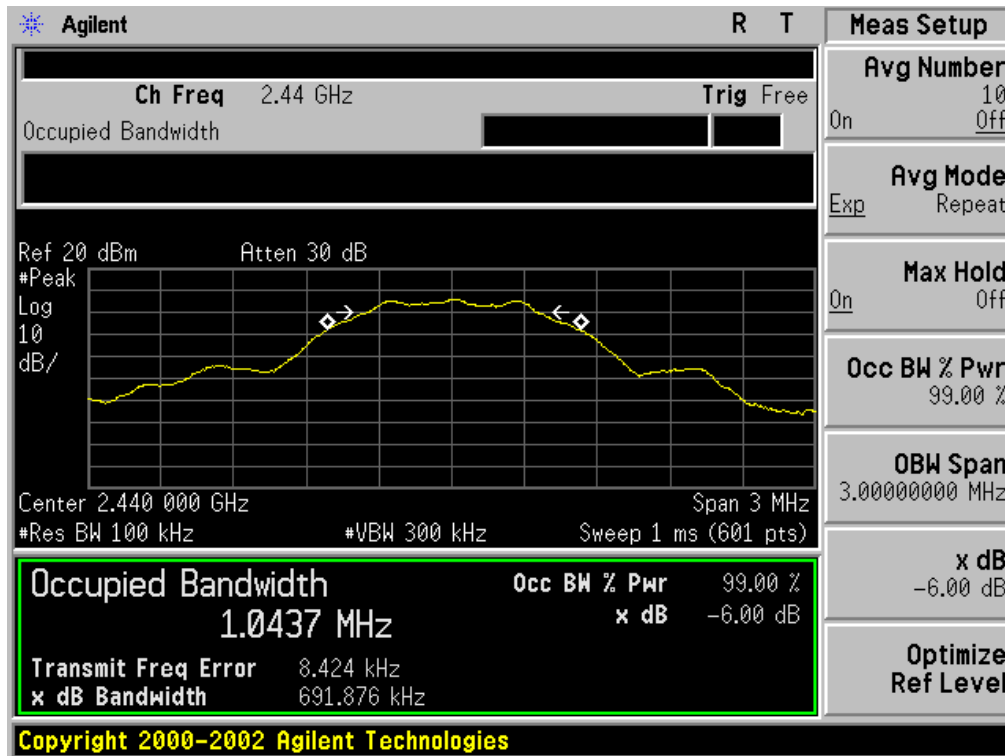 Agilent R T Meas Setup
Ch Freq 2.44 GHz Trig Free
Occupied Bandwidth
Ref 20 dBm Atten 30 dB
#Peak
Log
10
dB/
Center 2.440 000 GHz Span 3 MHz
#Res BW 100 kHz #VBW 300 kHz Sweep 1 ms (601 pts)
Occupied Bandwidth
1.0437 MHz
Occ BW % Pwr 99.00 %
x dB -6.00 dB
Transmit Freq Error 8.424 kHz
x dB Bandwidth 691.876 kHz
Avg Number
10
On Off
Avg Mode
Exp Repeat
Max Hold
On Off
Occ BW % Pwr
99.00 %
OBW Span
3.00000000 MHz
x dB
-6.00 dB
Optimize
Ref Level
Copyright 2000-2002 Agilent Technologies